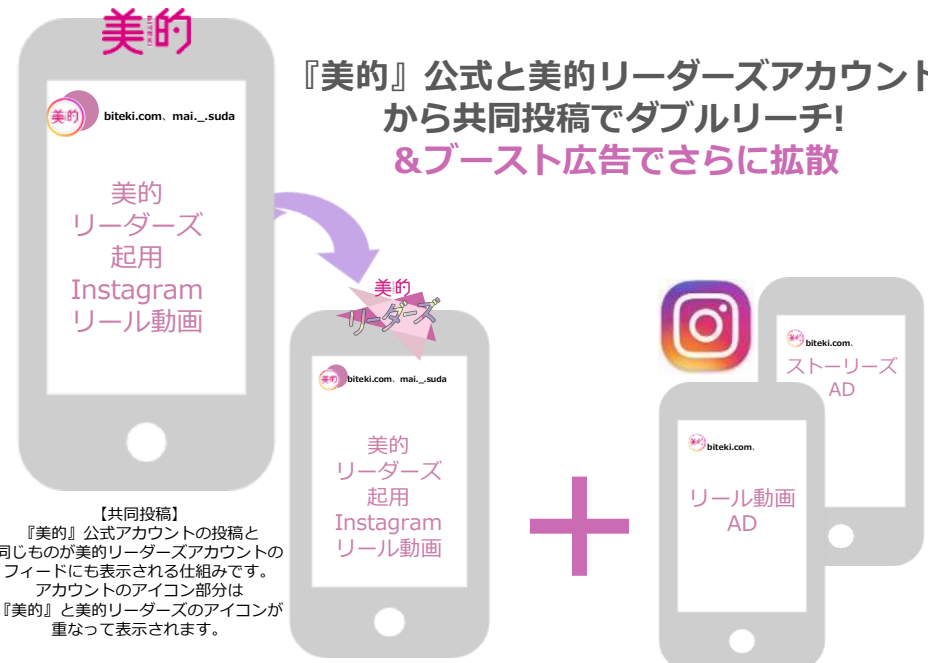 美的
『美的』公式と美的リーダーズアカウント
から共同投稿でダブルリーチ!
&ブースト広告でさらに拡散
美的
biteki.com、mai._.suda
美的
リーダーズ
起用
Instagram
リール動画
美的
リーダーズ
美的
biteki.com、mai._.suda
美的
リーダーズ
起用
Instagram
リール動画
美的
biteki.com、
ストーリーズ
AD
美的
biteki.com、
リール動画
AD
【共同投稿】
『美的』公式アカウントの投稿と
同じものが美的リーダーズアカウントの
フィードにも表示される仕組みです。
アカウントのアイコン部分は
『美的』と美的リーダーズのアイコンが
重なって表示されます。